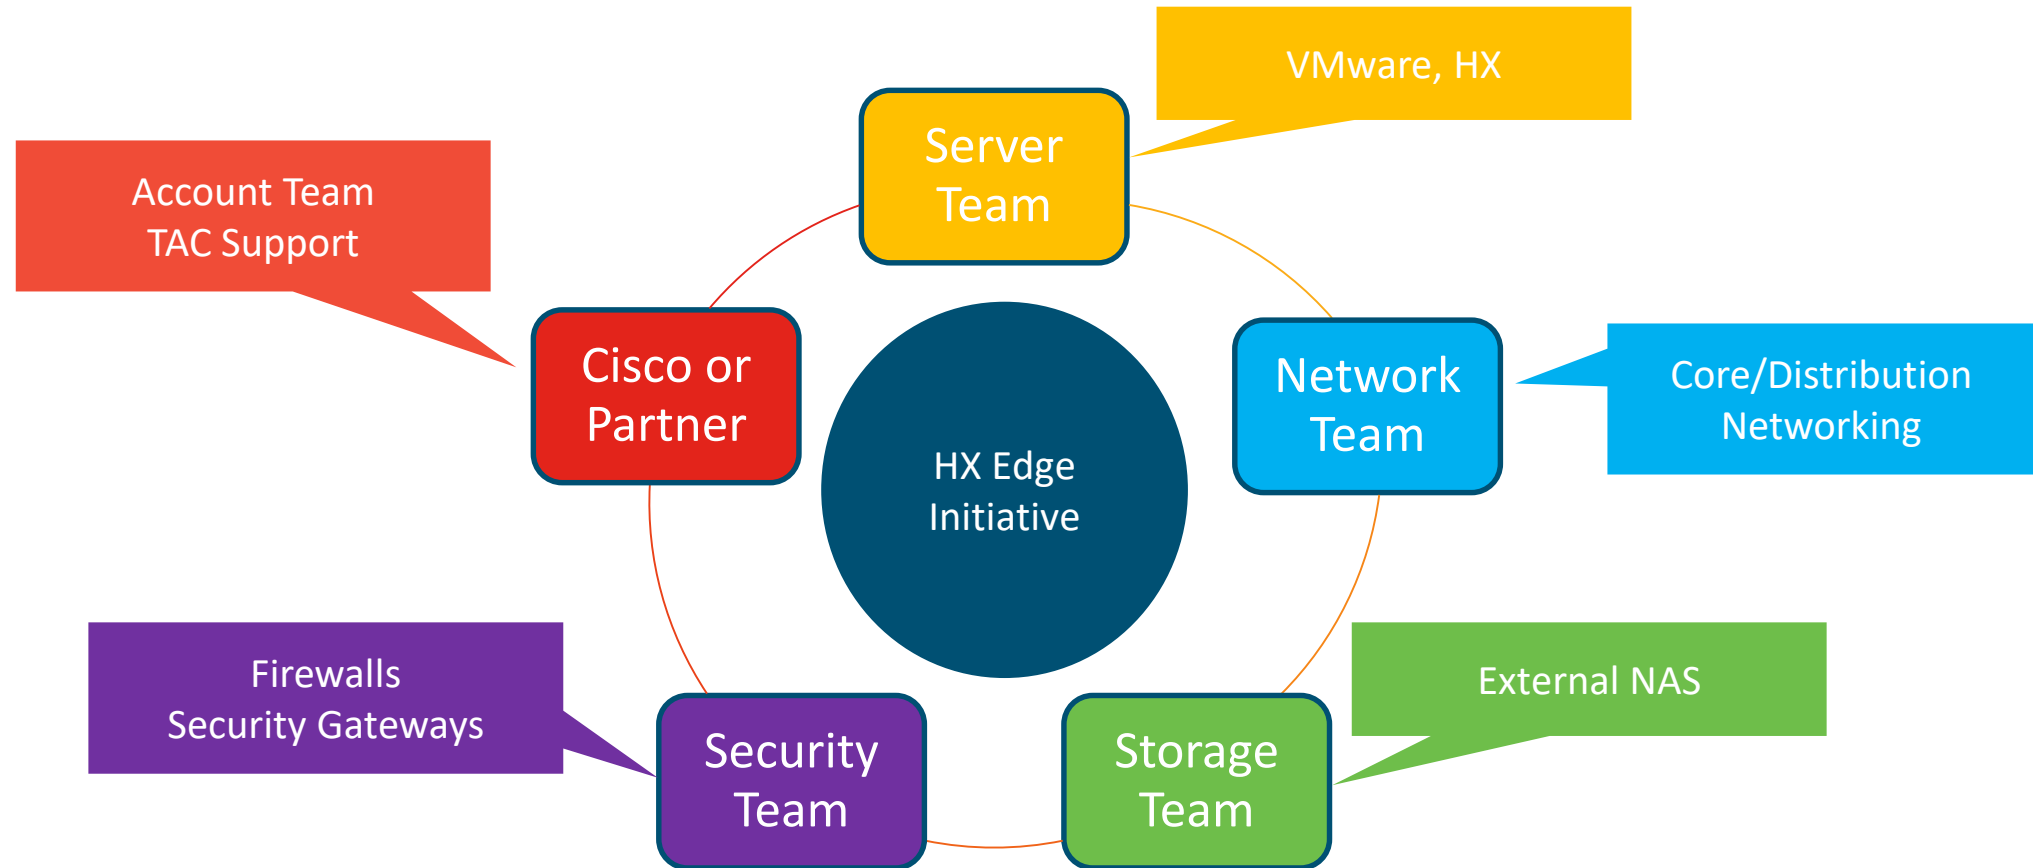 VMware, HX
Server
Team
Account Team
TAC Support
Cisco or
Partner
Network
Team
Core/Distribution
Networking
HX Edge
Initiative
Firewalls
Security Gateways
Security
Team
Storage
Team
External NAS